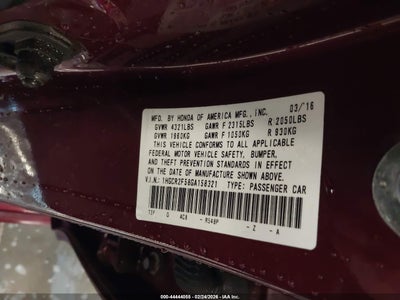 MFD. BY HONDA OF AMERICA MFG., INC. 03/16
GVWR 4321LBS GAWR F 2315LBS R 2050LBS
GVWR 1960KG GAWR F 1050KG R 930KG
THIS VEHICLE CONFORMS TO ALL APPLICABLE
FEDERAL MOTOR VEHICLE SAFETY, BUMPER,
AND THEFT PREVENTION STANDARDS IN EFFECT
ON THE DATE OF MANUFACTURE SHOWN ABOVE.
V.I.N.: 1HGCR2F58GA158321 TYPE: PASSENGER CAR
G - R548P - Z - A
000-44444055 - 02/24/2026 - IAA Inc.